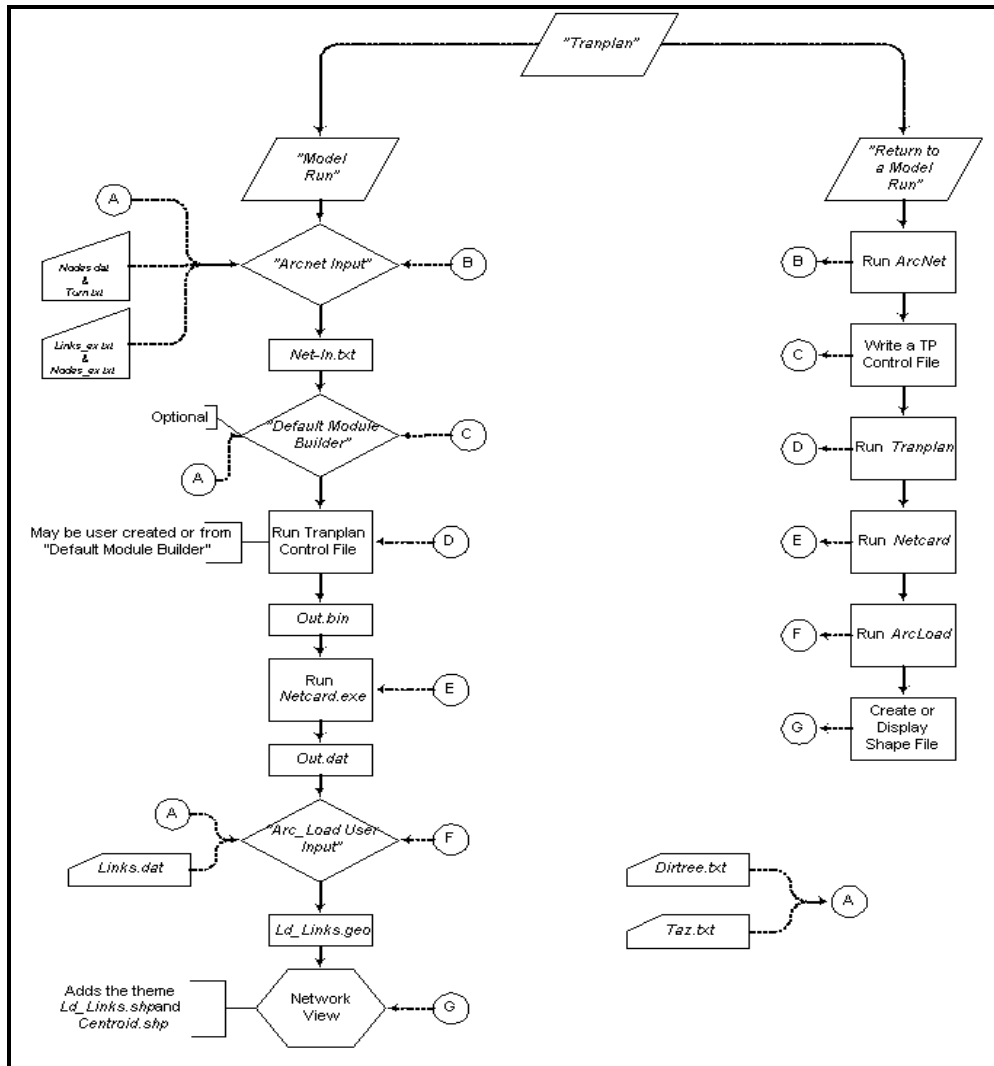 "Tranplan"
"Model
Run"
"Return to
a Model
Run"
A
Nodes.dat
&
Turn.txt
Links_ex.txt
&
Nodes_ex.txt
"Arcnet Input"
B
Net-In.txt
Optional
"Default Module
Builder"
C
A
May be user created or from
"Default Module Builder"
Run Tranplan
Control File
D
Out.bin
Run
Netcard.exe
E
Out.dat
A
Links.dat
"Arc_Load User
Input"
F
Ld_Links.geo
Adds the theme
Ld_Links.shpand
Centroid.shp
Network
View
G
B
Run ArcNet
C
Write a TP
Control File
D
Run Tranplan
E
Run Netcard
F
Run ArcLoad
G
Create or
Display
Shape File
Dirtree.txt
Taz.txt
A